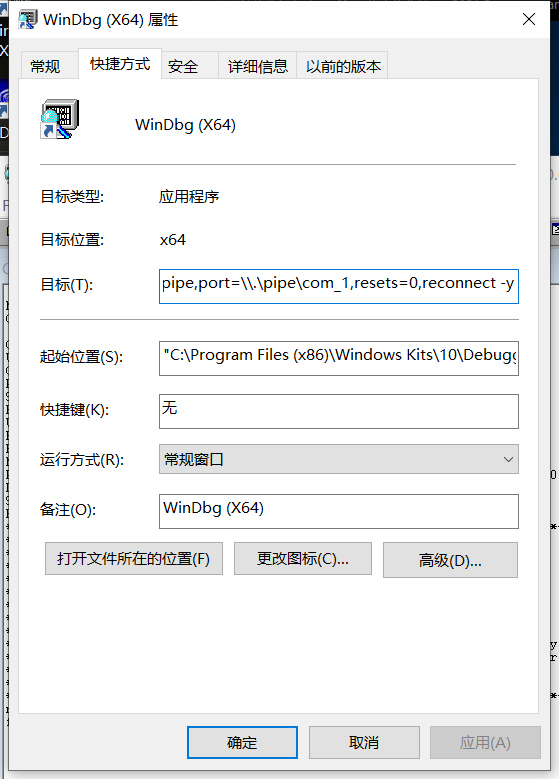 WinDbg (X64) 属性
常规 快捷方式 安全 详细信息 以前的版本
WinDbg (X64)
目标类型: 应用程序
目标位置: x64
目标(T): pipe,port=\\.\pipe\com_1,resets=0,reconnect -y
起始位置(S): "C:\Program Files (x86)\Windows Kits\10\Debugg
快捷键(K): 无
运行方式(R): 常规窗口
备注(O): WinDbg (X64)
打开文件所在的位置(F) 更改图标(C)... 高级(D)...
确定 取消 应用(A)